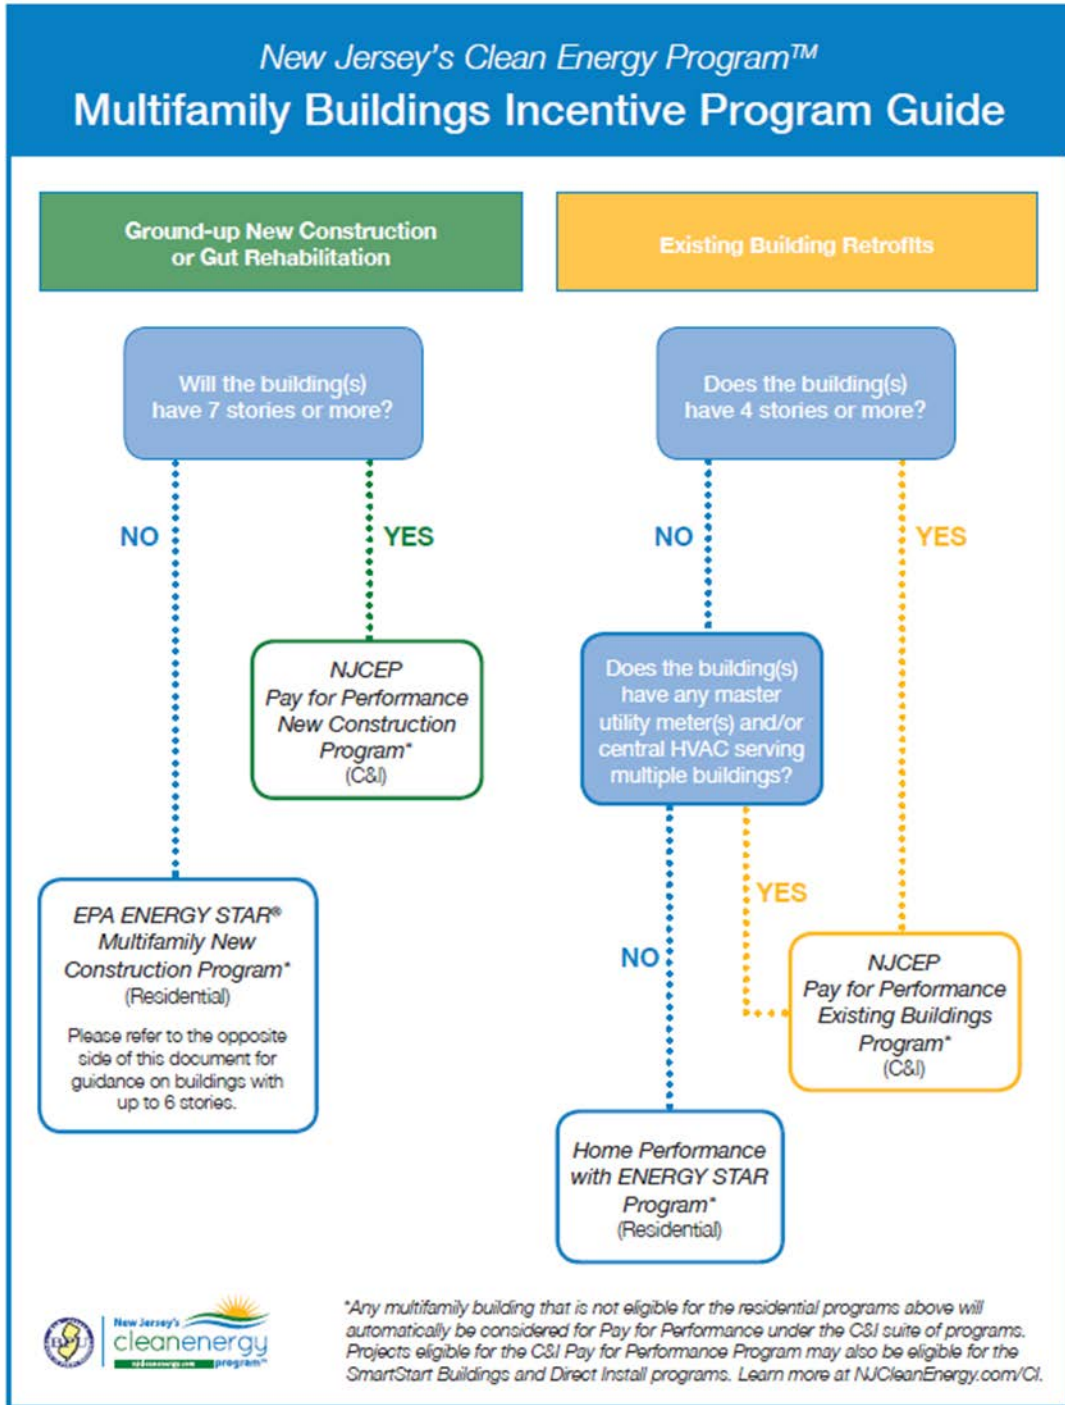 New Jersey's Clean Energy Program™
Multifamily Buildings Incentive Program Guide
Ground-up New Construction
or Gut Rehabilitation
Existing Building Retrofits
Will the building(s)
have 7 stories or more?
Does the building(s)
have 4 stories or more?
NO
YES
NO
YES
NJCEP
Pay for Performance
New Construction
Program*
(C&I)
Does the building(s)
have any master
utility meter(s) and/or
central HVAC serving
multiple buildings?
EPA ENERGY STAR®
Multifamily New
Construction Program*
(Residential)
Please refer to the opposite
side of this document for
guidance on buildings with
up to 6 stories.
YES
NO
NJCEP
Pay for Performance
Existing Buildings
Program*
(C&I)
Home Performance
with ENERGY STAR
Program*
(Residential)
New Jersey's
cleanenergy
njcleanenergy.com
program™
*Any multifamily building that is not eligible for the residential programs above will
automatically be considered for Pay for Performance under the C&I suite of programs.
Projects eligible for the C&I Pay for Performance Program may also be eligible for the
SmartStart Buildings and Direct Install programs. Learn more at NJCleanEnergy.com/CI.